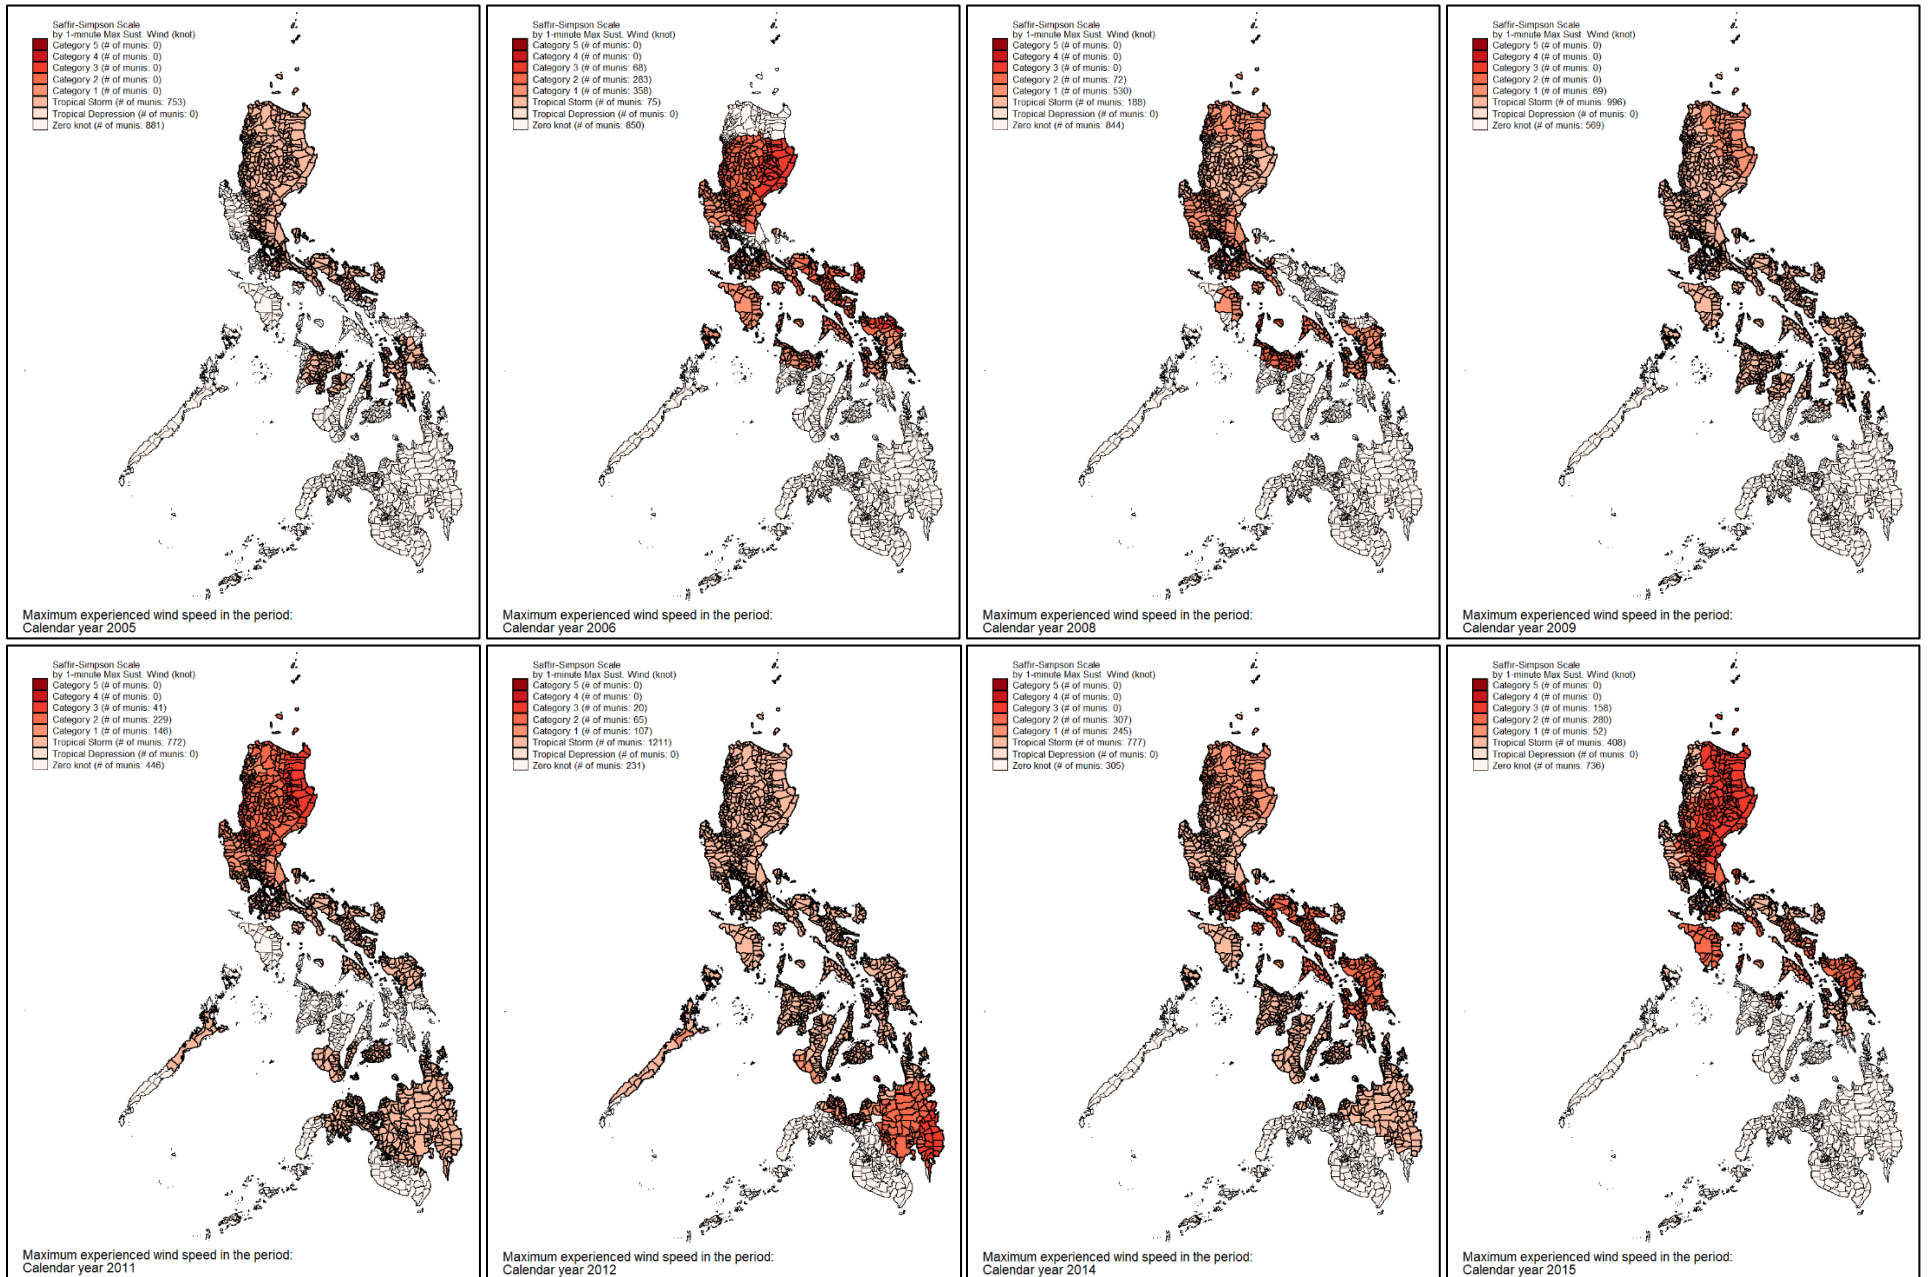 Saffir-Simpson Scale
by 1-minute Max Sust. Wind (knot)
Category 5 (# of munis: 0)
Category 4 (# of munis: 0)
Category 3 (# of munis: 0)
Category 2 (# of munis: 0)
Category 1 (# of munis: 0)
Tropical Storm (# of munis: 753)
Tropical Depression (# of munis: 0)
Zero knot (# of munis: 881)
Maximum experienced wind speed in the period:
Calendar year 2005
Saffir-Simpson Scale
by 1-minute Max Sust. Wind (knot)
Category 5 (# of munis: 0)
Category 4 (# of munis: 0)
Category 3 (# of munis: 68)
Category 2 (# of munis: 283)
Category 1 (# of munis: 358)
Tropical Storm (# of munis: 75)
Tropical Depression (# of munis: 0)
Zero knot (# of munis: 850)
Maximum experienced wind speed in the period:
Calendar year 2006
Saffir-Simpson Scale
by 1-minute Max Sust. Wind (knot)
Category 5 (# of munis: 0)
Category 4 (# of munis: 0)
Category 3 (# of munis: 0)
Category 2 (# of munis: 72)
Category 1 (# of munis: 530)
Tropical Storm (# of munis: 188)
Tropical Depression (# of munis: 0)
Zero knot (# of munis: 844)
Maximum experienced wind speed in the period:
Calendar year 2008
Saffir-Simpson Scale
by 1-minute Max Sust. Wind (knot)
Category 5 (# of munis: 0)
Category 4 (# of munis: 0)
Category 3 (# of munis: 0)
Category 2 (# of munis: 0)
Category 1 (# of munis: 69)
Tropical Storm (# of munis: 996)
Tropical Depression (# of munis: 0)
Zero knot (# of munis: 569)
Maximum experienced wind speed in the period:
Calendar year 2009
Saffir-Simpson Scale
by 1-minute Max Sust. Wind (knot)
Category 5 (# of munis: 0)
Category 4 (# of munis: 0)
Category 3 (# of munis: 41)
Category 2 (# of munis: 229)
Category 1 (# of munis: 146)
Tropical Storm (# of munis: 772)
Tropical Depression (# of munis: 0)
Zero knot (# of munis: 446)
Maximum experienced wind speed in the period:
Calendar year 2011
Saffir-Simpson Scale
by 1-minute Max Sust. Wind (knot)
Category 5 (# of munis: 0)
Category 4 (# of munis: 0)
Category 3 (# of munis: 20)
Category 2 (# of munis: 65)
Category 1 (# of munis: 107)
Tropical Storm (# of munis: 1211)
Tropical Depression (# of munis: 0)
Zero knot (# of munis: 231)
Maximum experienced wind speed in the period:
Calendar year 2012
Saffir-Simpson Scale
by 1-minute Max Sust. Wind (knot)
Category 5 (# of munis: 0)
Category 4 (# of munis: 0)
Category 3 (# of munis: 0)
Category 2 (# of munis: 307)
Category 1 (# of munis: 245)
Tropical Storm (# of munis: 777)
Tropical Depression (# of munis: 0)
Zero knot (# of munis: 305)
Maximum experienced wind speed in the period:
Calendar year 2014
Saffir-Simpson Scale
by 1-minute Max Sust. Wind (knot)
Category 5 (# of munis: 0)
Category 4 (# of munis: 0)
Category 3 (# of munis: 158)
Category 2 (# of munis: 280)
Category 1 (# of munis: 52)
Tropical Storm (# of munis: 408)
Tropical Depression (# of munis: 0)
Zero knot (# of munis: 736)
Maximum experienced wind speed in the period:
Calendar year 2015